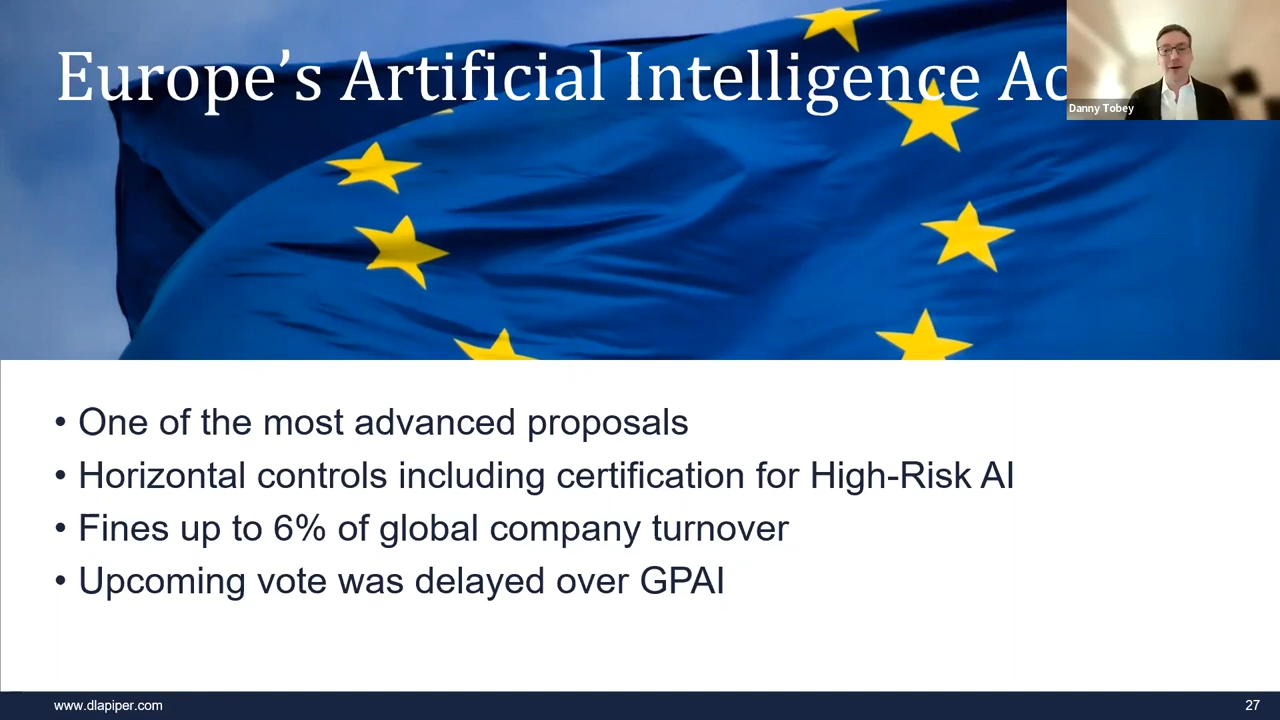 Europe's Artificial Intelligence Ac
Danny Tobey
• One of the most advanced proposals
• Horizontal controls including certification for High-Risk AI
• Fines up to 6% of global company turnover
• Upcoming vote was delayed over GPAI
www.dlapiper.com
27